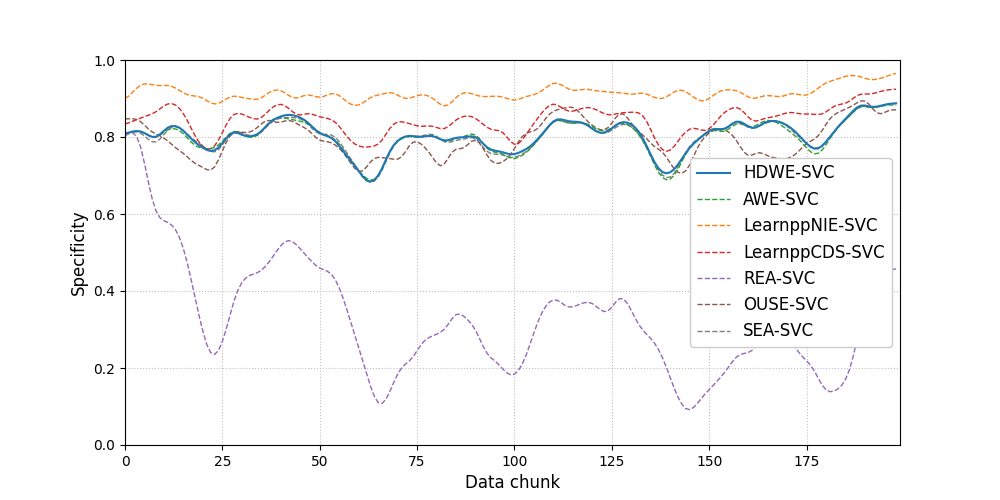 1.0
0.8
0.6
0.4
0.2
0.0
Specificity
0
25
50
75
100
125
150
175
Data chunk
HDWE-SVC
AWE-SVC
LearnppNIE-SVC
LearnppCDS-SVC
REA-SVC
OUSE-SVC
SEA-SVC